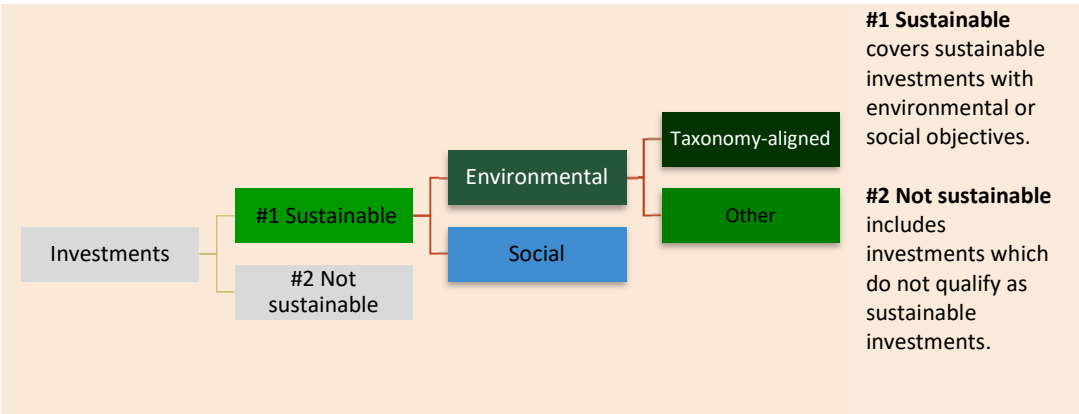 Investments
#1 Sustainable
#2 Not
sustainable
Environmental
Social
Taxonomy-aligned
Other
#1 Sustainable
covers sustainable
investments with
environmental or
social objectives.
#2 Not sustainable
includes
investments which
do not qualify as
sustainable
investments.